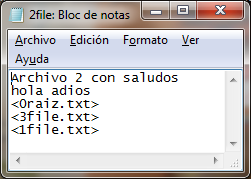 2file: Bloc de notas
Archivo Edición Formato Ver
Ayuda
Archivo 2 con saludos
hola adios
<0raiz.txt>
<3file.txt>
<1file.txt>